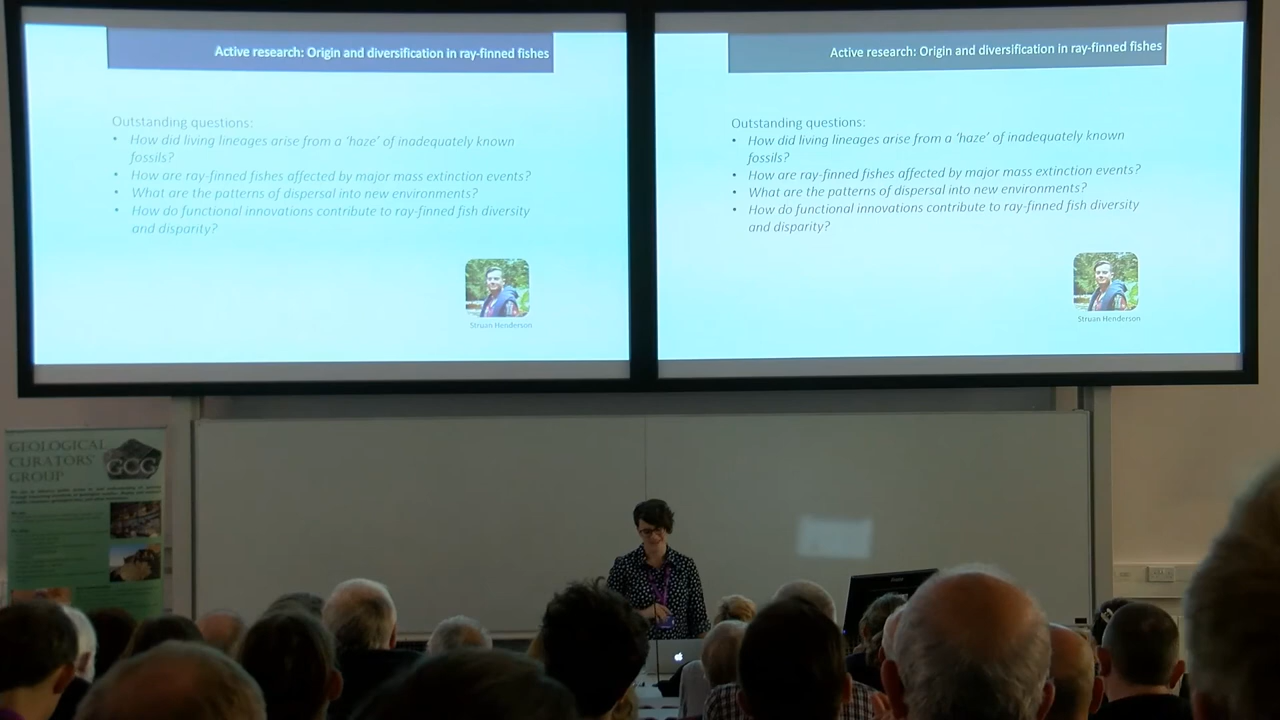 Active research: Origin and diversification in ray-finned fishes
Outstanding questions:
• How did living lineages arise from a ‘haze’ of inadequately known
fossils?
• How are ray-finned fishes affected by major mass extinction events?
• What are the patterns of dispersal into new environments?
• How do functional innovations contribute to ray-finned fish diversity
and disparity?
Struan Henderson
Active research: Origin and diversification in ray-finned fishes
Outstanding questions:
• How did living lineages arise from a ‘haze’ of inadequately known
fossils?
• How are ray-finned fishes affected by major mass extinction events?
• What are the patterns of dispersal into new environments?
• How do functional innovations contribute to ray-finned fish diversity
and disparity?
Struan Henderson
GEOLOGICAL
CURATORS'
GROUP
GCG